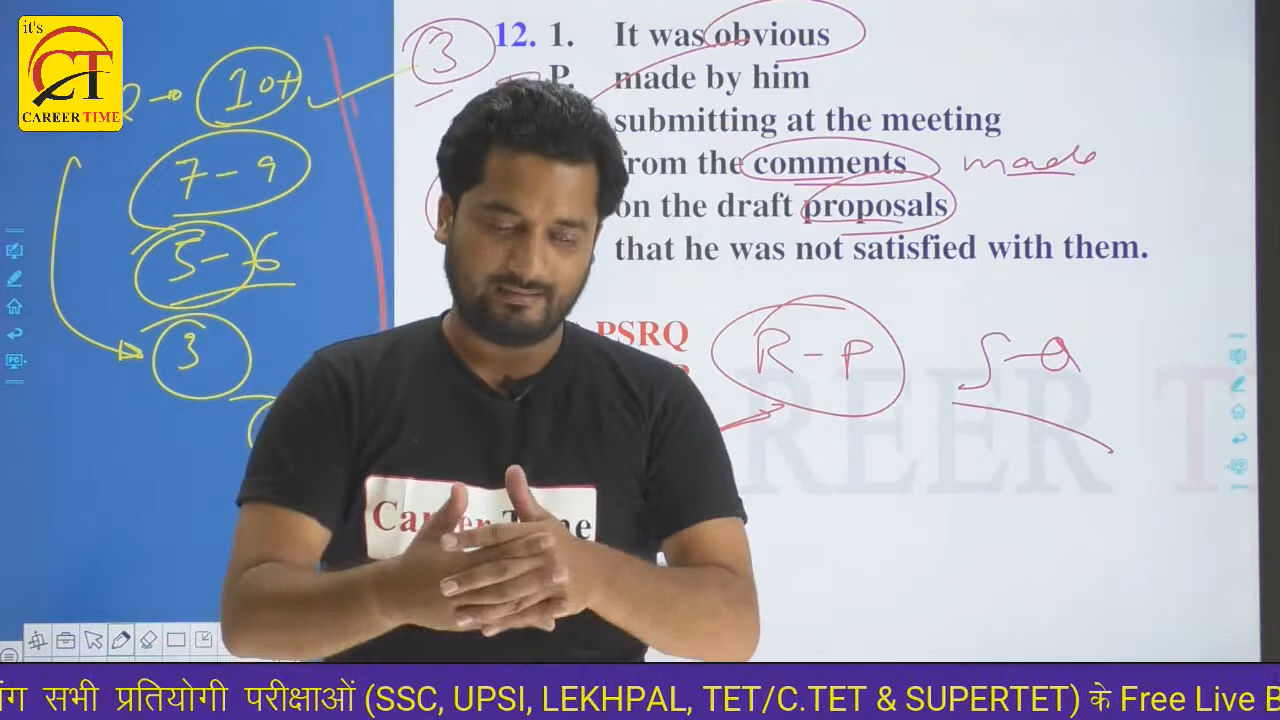 it's
CT
CAREER TIME
10+
7-9
5-6
3
3
12. 1. It was obvious
P. made by him
submitting at the meeting
from the comments made
on the draft proposals
that he was not satisfied with them.
PSRQ
R-P S-Q
सभी प्रतियोगी परीक्षाओं (SSC, UPSI, LEKHPAL, TET/C.TET & SUPERTET) के Free Live